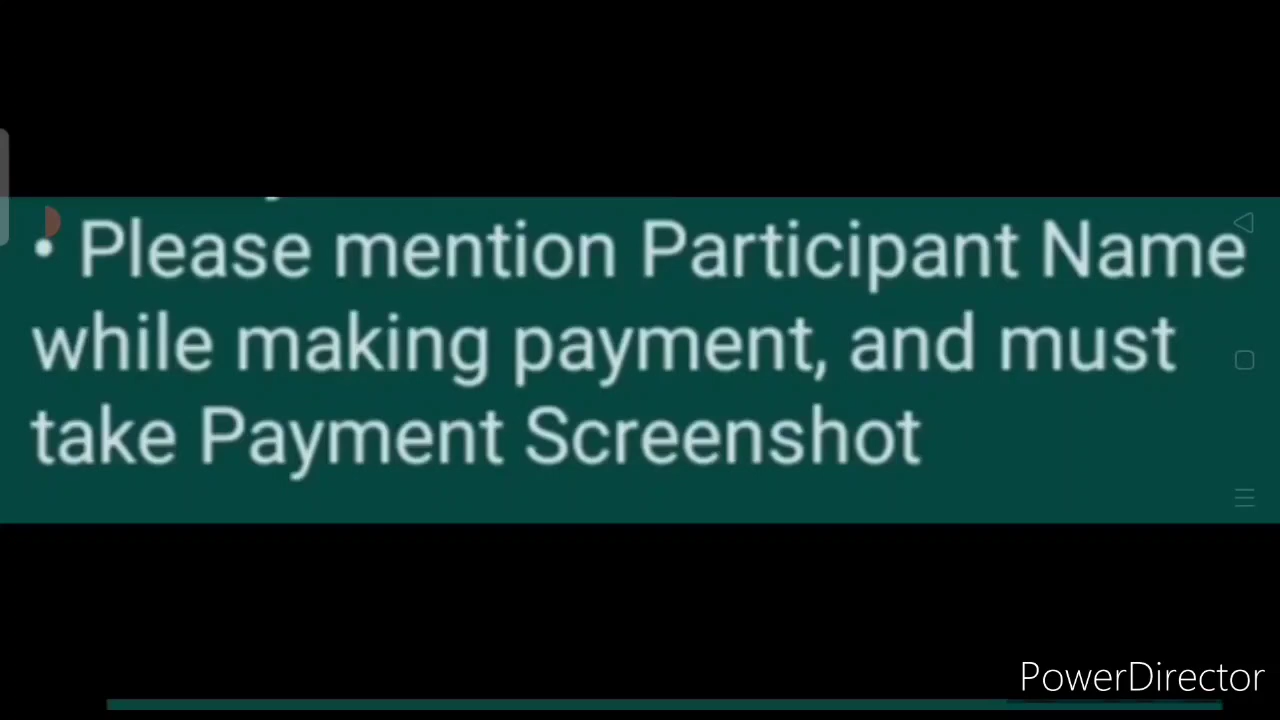 • Please mention Participant Name
while making payment, and must
take Payment Screenshot
PowerDirector